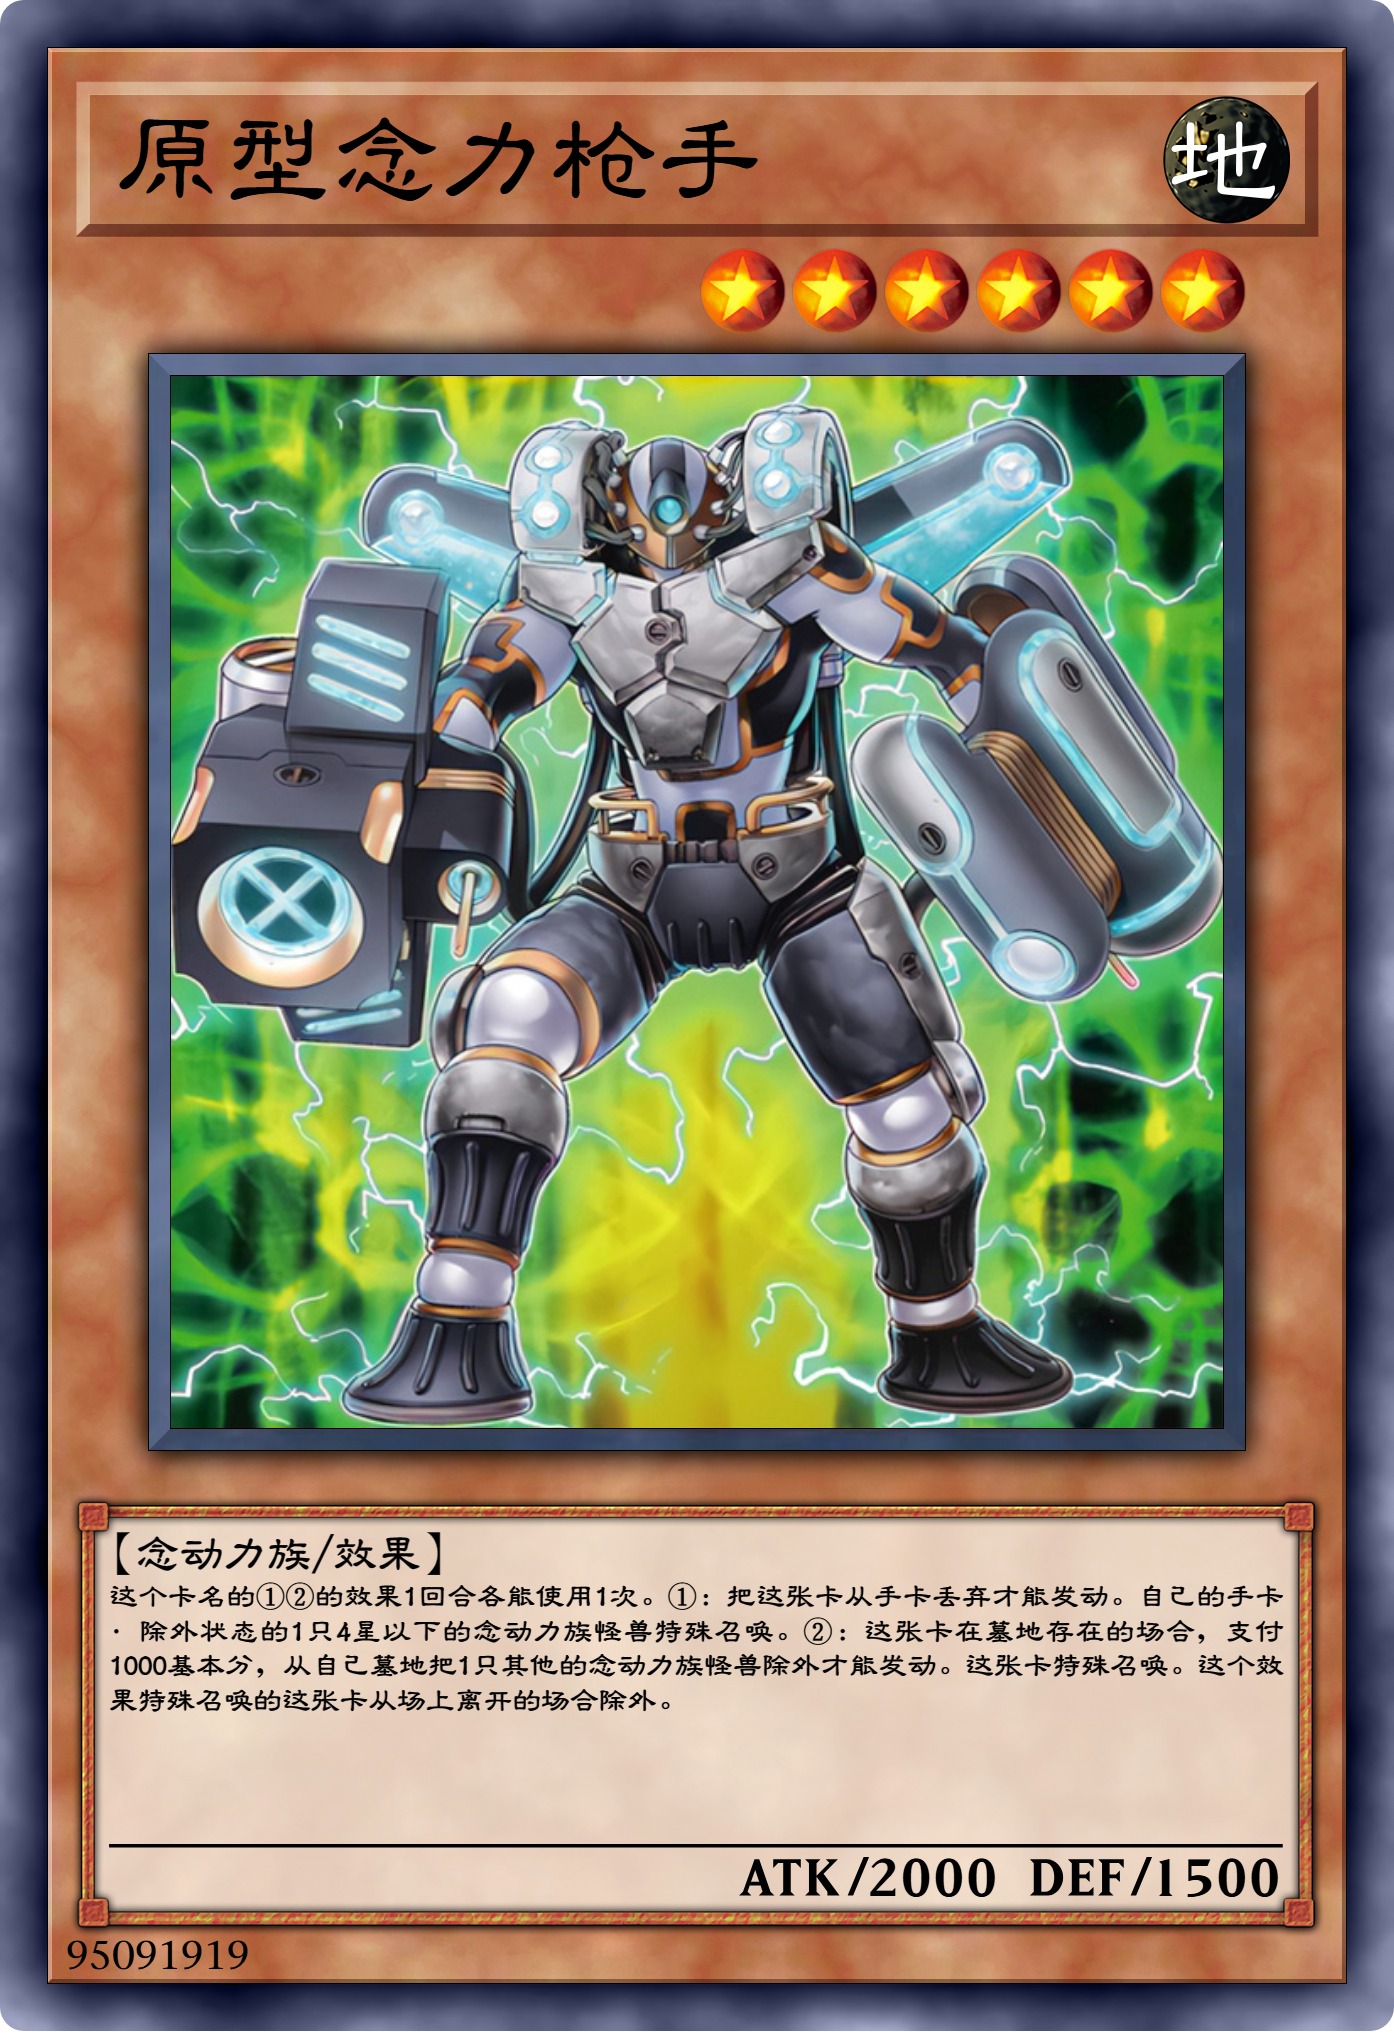 原型念力枪手
地
【念动力族/效果】
这个卡名的①②的效果1回合各能使用1次。①：把这张卡从手卡丢弃才能发动。自己的手卡
·除外状态的1只4星以下的念动力族怪兽特殊召唤。②：这张卡在墓地存在的场合，支付
1000基本分，从自己墓地把1只其他的念动力族怪兽除外才能发动。这张卡特殊召唤。这个效
果特殊召唤的这张卡从场上离开的场合除外。
ATK/2000 DEF/1500
95091919